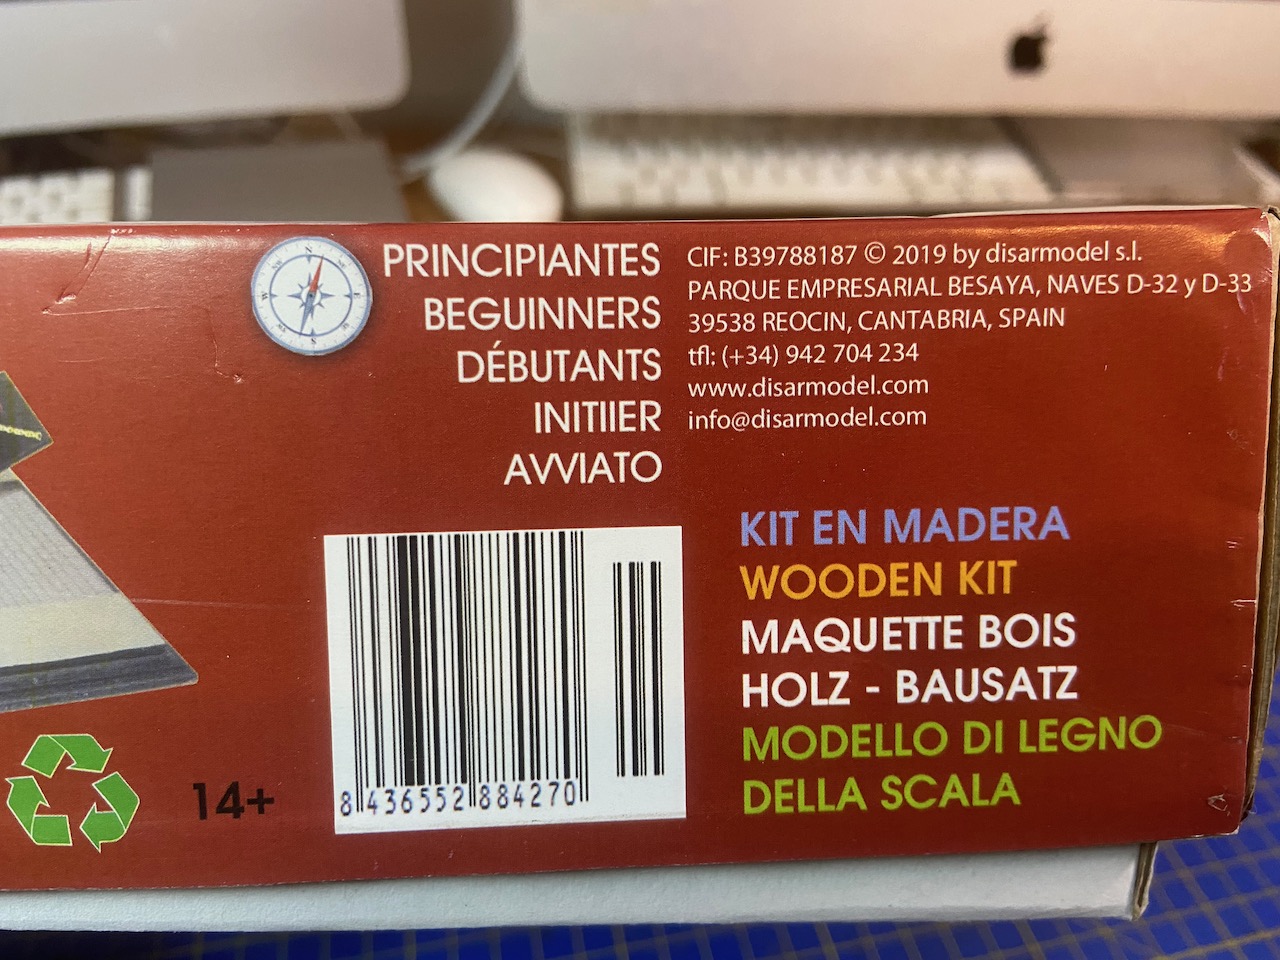 PRINCIPIANTES
BEGUINNERS
DÉBUTANTS
INITIIER
AVVIATO
CIF: B39788187 © 2019 by disarmodel s.l.
PARQUE EMPRESARIAL BESAYA, NAVES D-32 y D-33
39538 REOCIN, CANTABRIA, SPAIN
tfl: (+34) 942 704 234
www.disarmodel.com
info@disarmodel.com
KIT EN MADERA
WOODEN KIT
MAQUETTE BOIS
HOLZ - BAUSATZ
MODELLO DI LEGNO
DELLA SCALA
14+
8 436552 884270